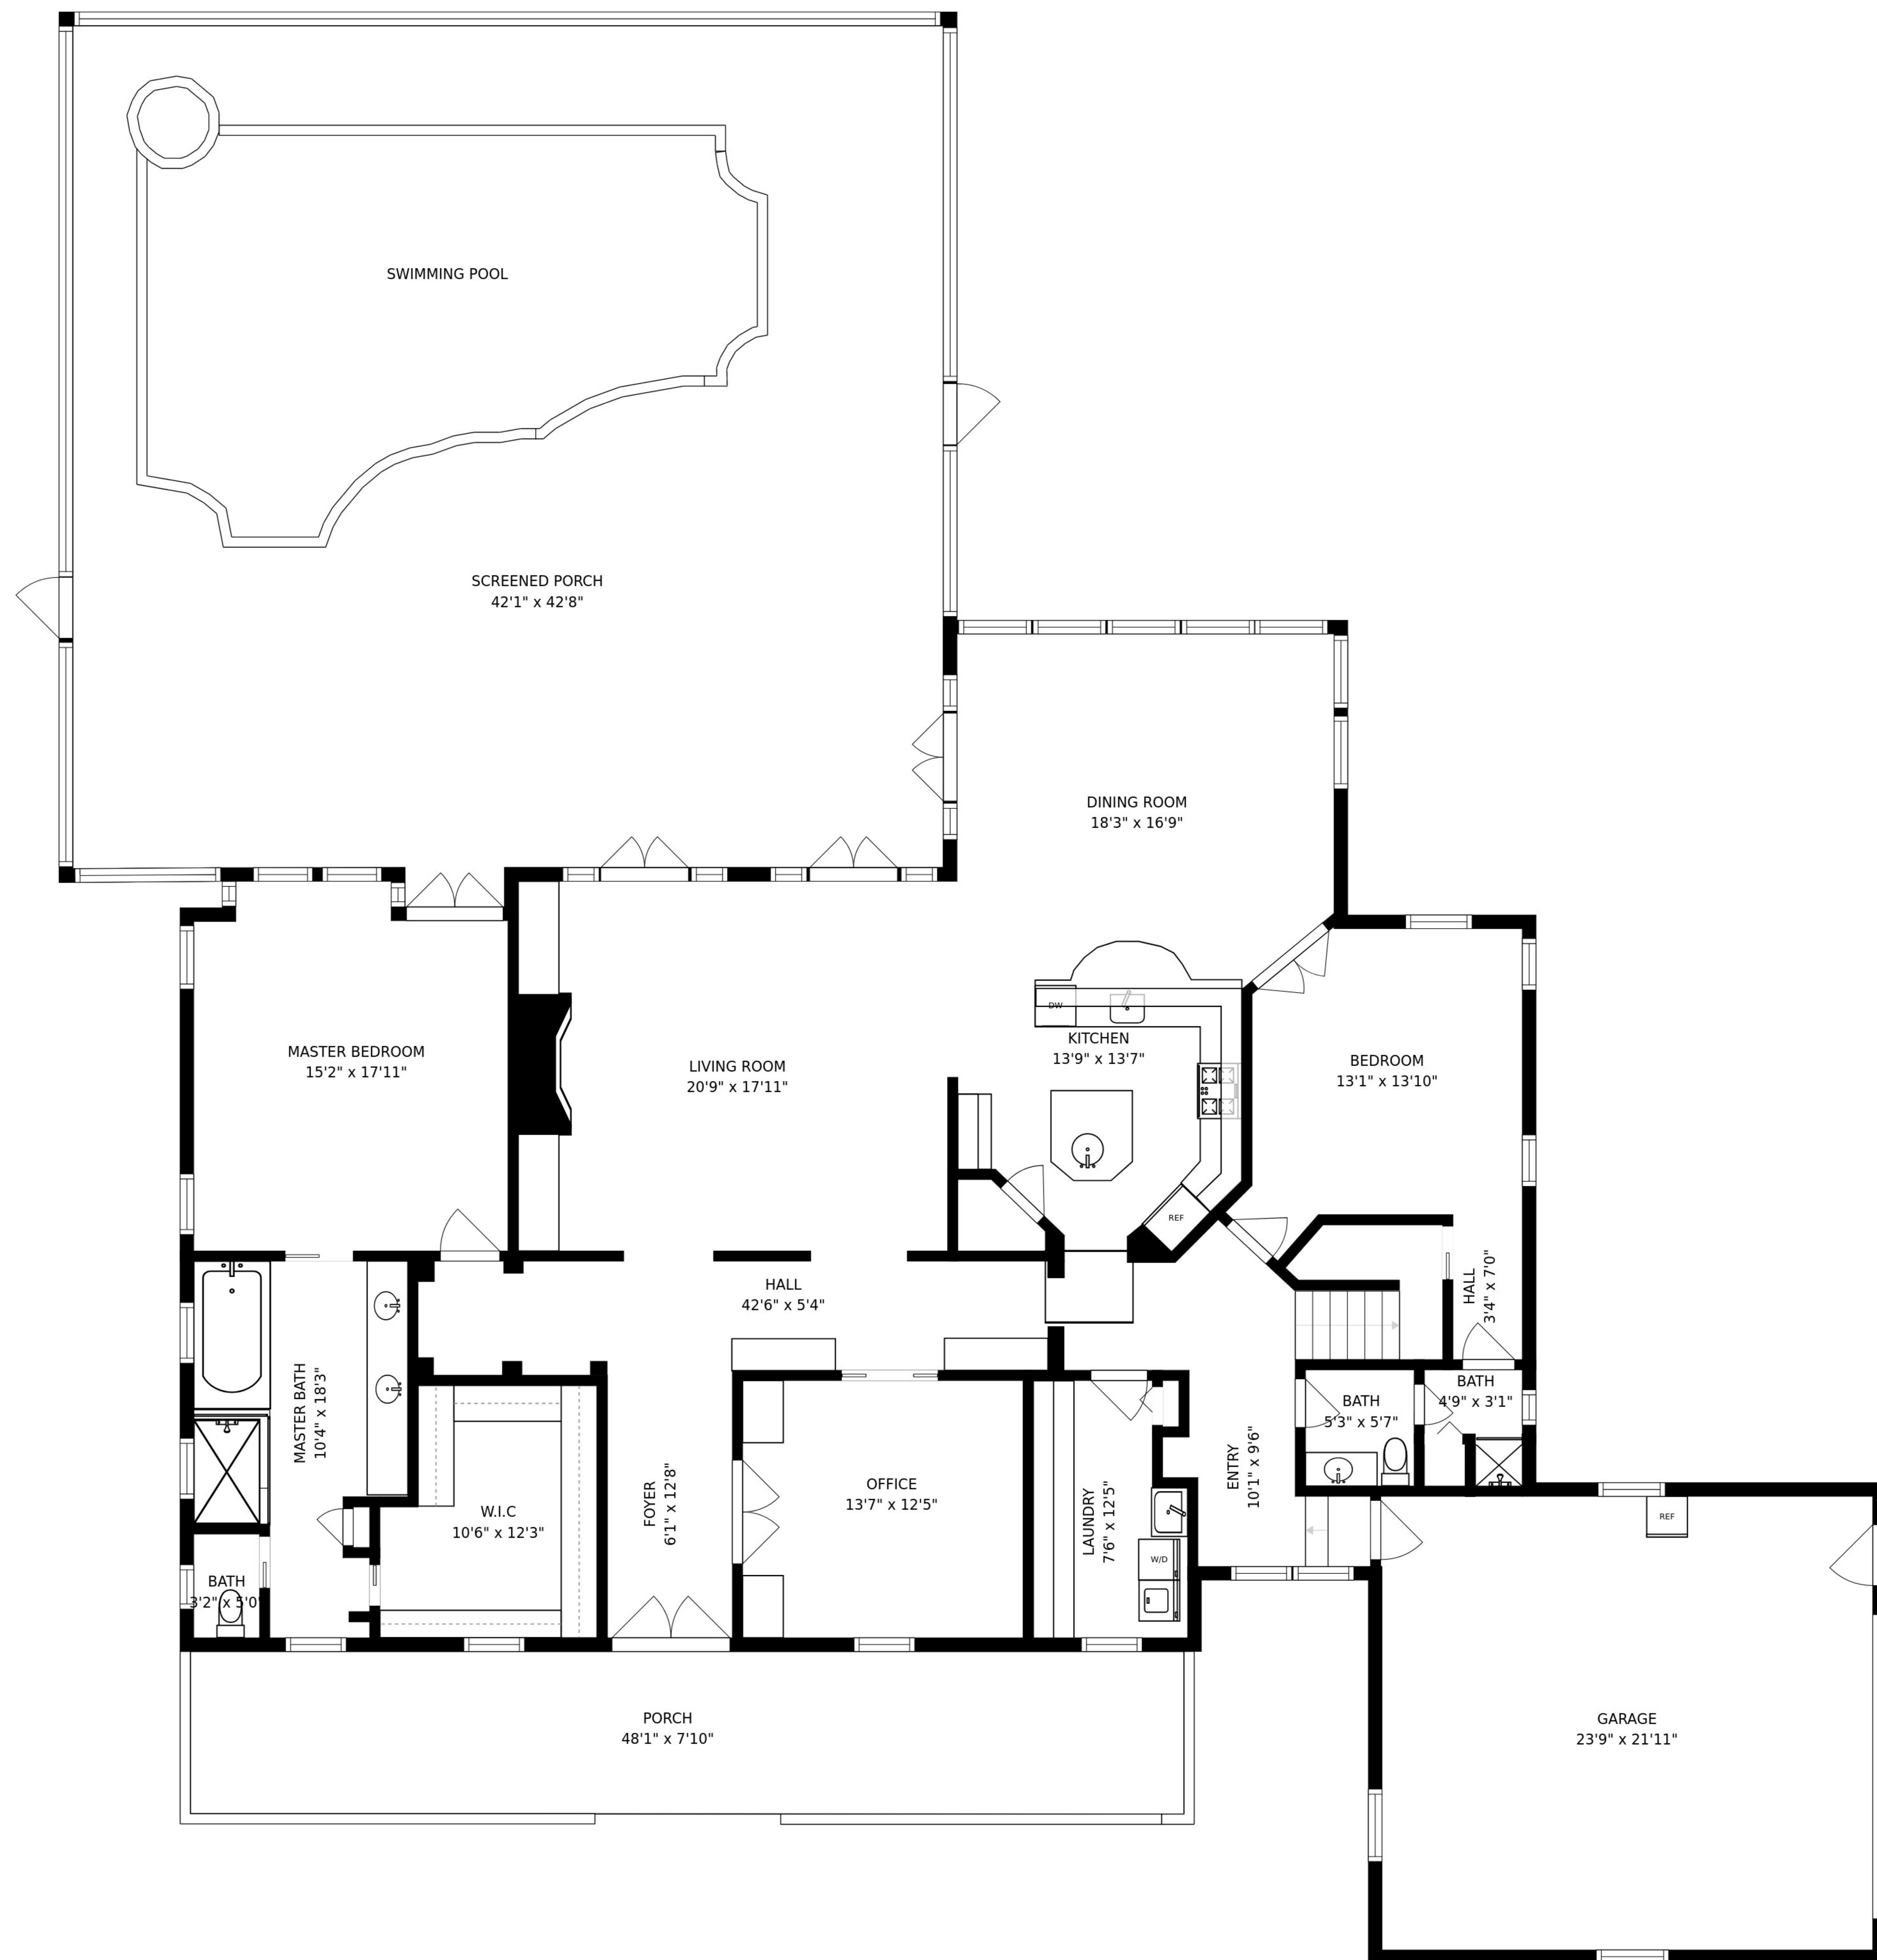 SWIMMING POOL
SCREENED PORCH
42'1" x 42'8"
DINING ROOM
18'3" x 16'9"
DW
KITCHEN
13'9" x 13'7"
MASTER BEDROOM
15'2" x 17'11"
LIVING ROOM
20'9" x 17'11"
BEDROOM
13'1" x 13'10"
REF
HALL
42'6" x 5'4"
HALL
3'4" x 7'0"
MASTER BATH
10'4" x 18'3"
BATH
5'3" x 5'7"
BATH
4'9" x 3'1"
W.I.C
10'6" x 12'3"
FOYER
6'1" x 12'8"
OFFICE
13'7" x 12'5"
LAUNDRY
7'6" x 12'5"
ENTRY
10'1" x 9'6"
W/D
REF
BATH
3'2" x 5'0"
PORCH
48'1" x 7'10"
GARAGE
23'9" x 21'11"